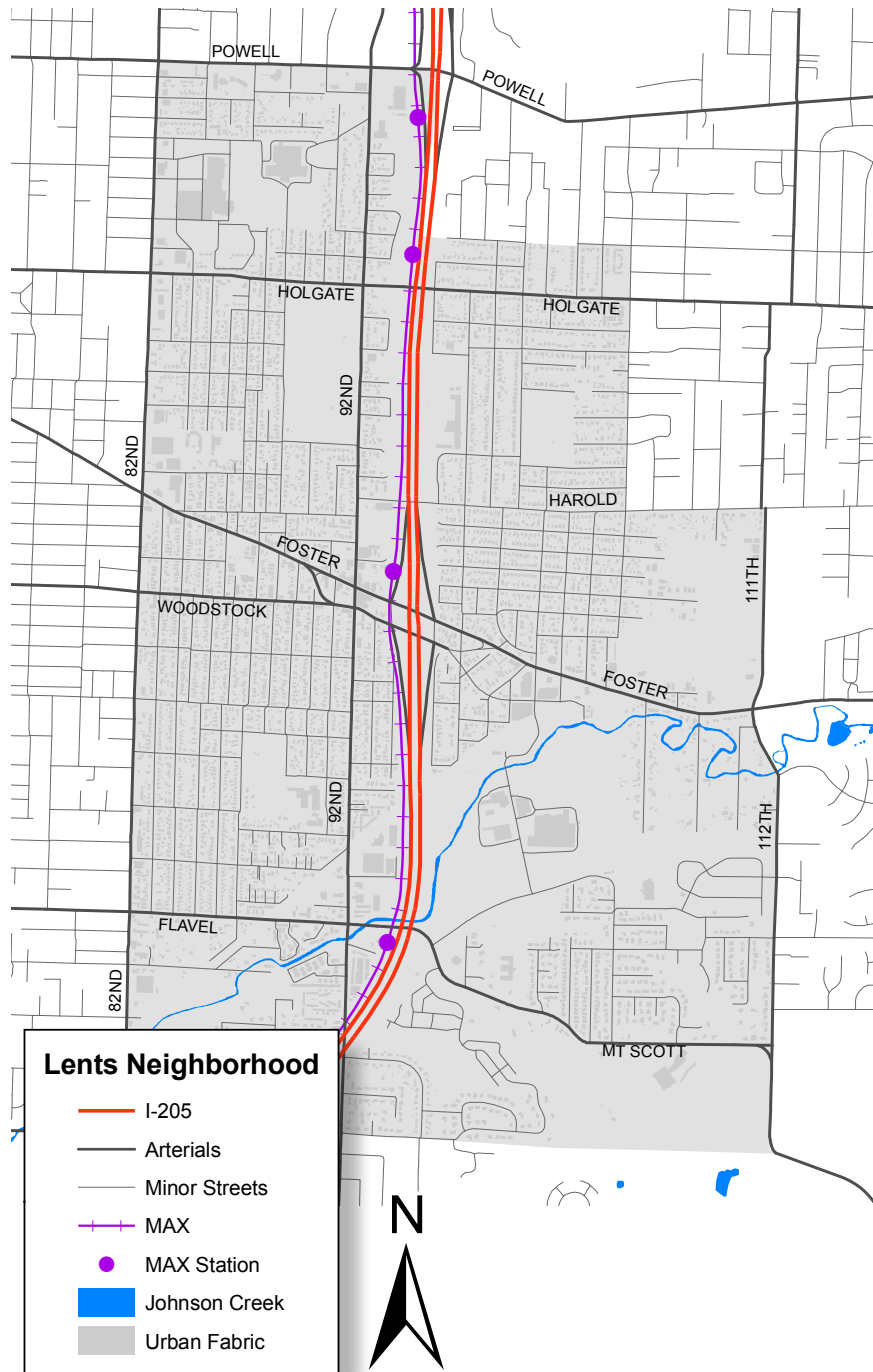 POWELL
POWELL
HOLGATE
HOLGATE
92ND
82ND
HAROLD
FOSTER
111TH
WOODSTOCK
FOSTER
92ND
112TH
FLAVEL
82ND
MT SCOTT
Lents Neighborhood
I-205
Arterials
Minor Streets
MAX
MAX Station
Johnson Creek
Urban Fabric
N